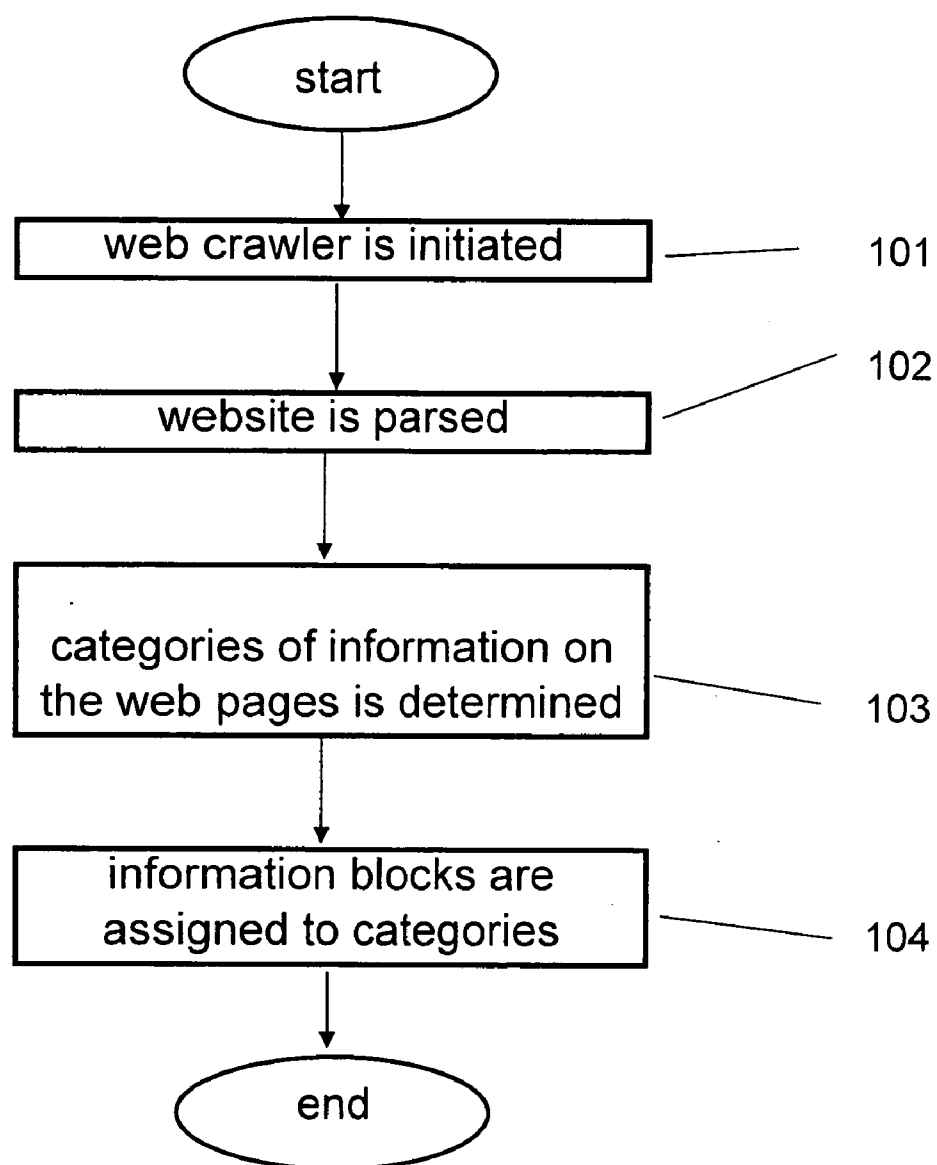 start
web crawler is initiated
101
102
website is parsed
categories of information on
the web pages is determined
103
information blocks are
assigned to categories
104
end